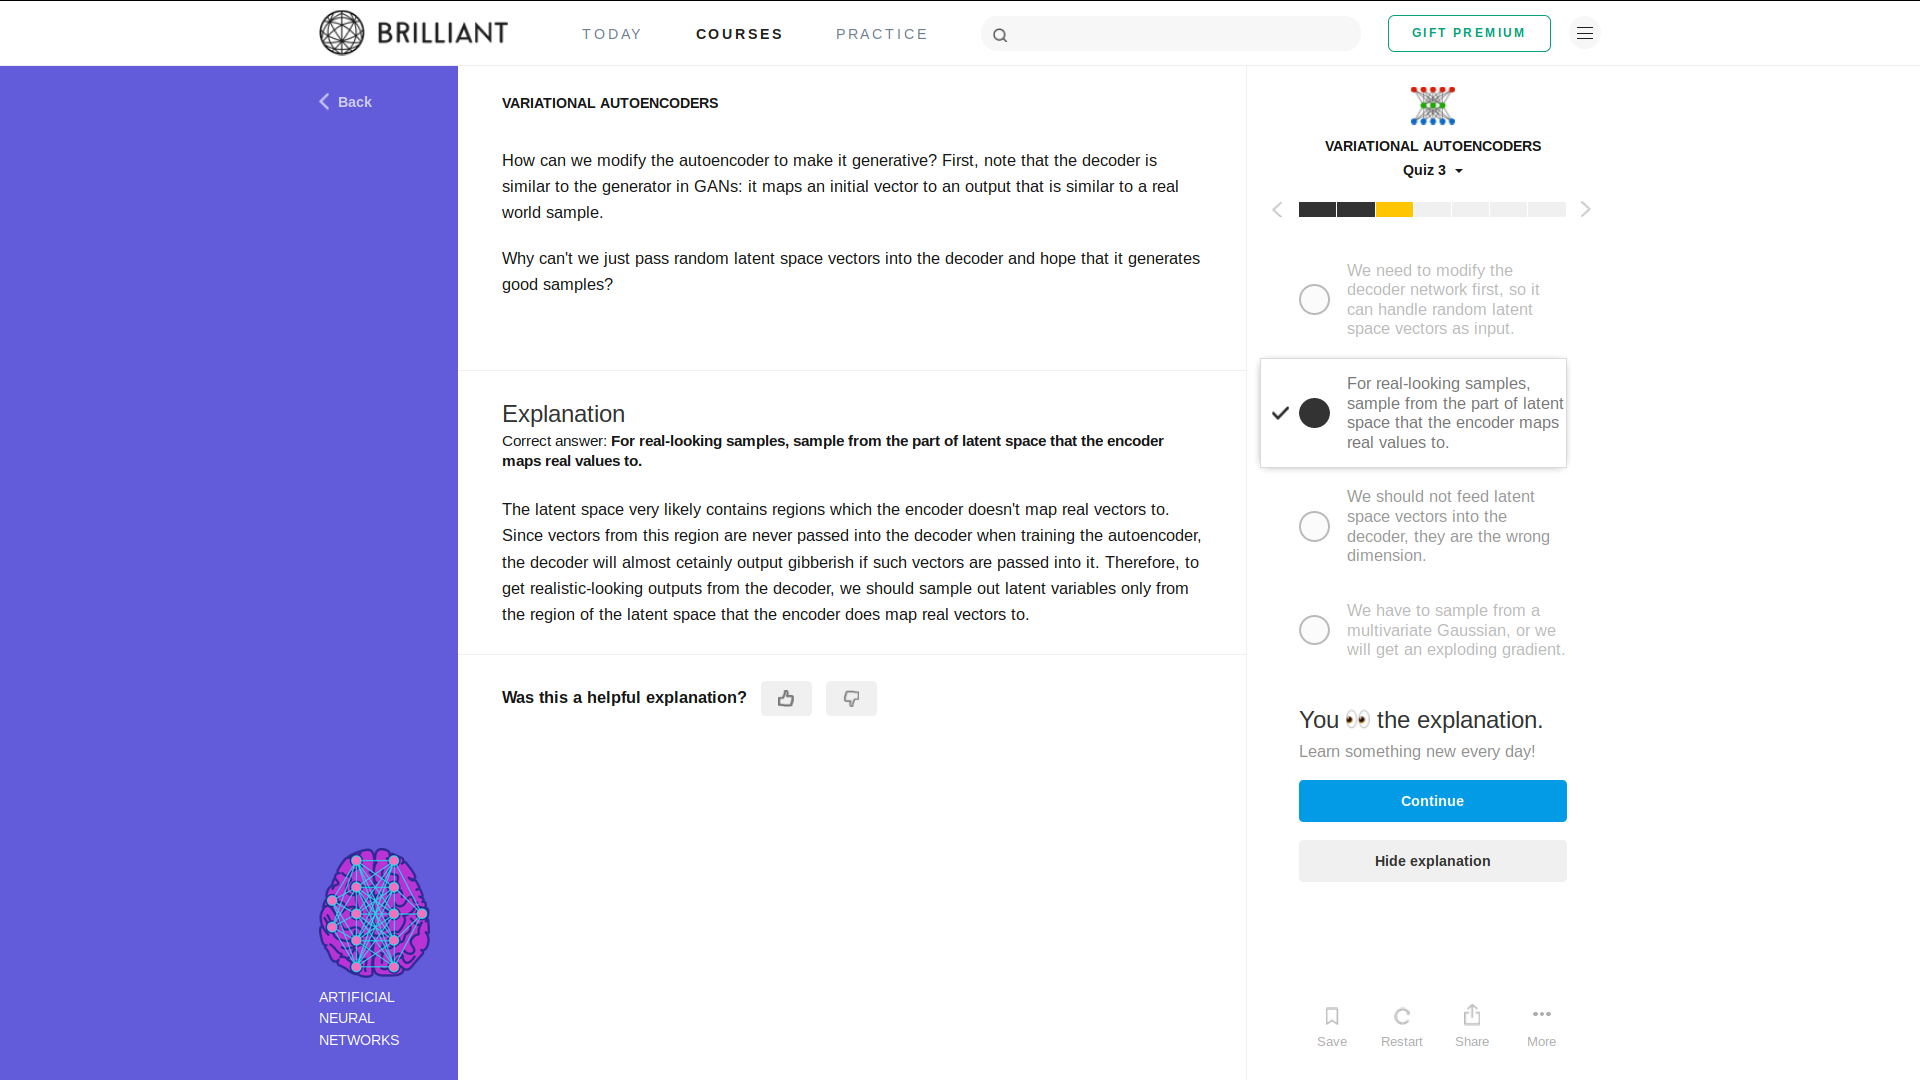 BRILLIANT
TODAY
COURSES
PRACTICE
GIFT PREMIUM
Back
VARIATIONAL AUTOENCODERS
How can we modify the autoencoder to make it generative? First, note that the decoder is
similar to the generator in GANs: it maps an initial vector to an output that is similar to a real
world sample.
Why can't we just pass random latent space vectors into the decoder and hope that it generates
good samples?
Explanation
Correct answer: For real-looking samples, sample from the part of latent space that the encoder
maps real values to.
The latent space very likely contains regions which the encoder doesn't map real vectors to.
Since vectors from this region are never passed into the decoder when training the autoencoder,
the decoder will almost cetainly output gibberish if such vectors are passed into it. Therefore, to
get realistic-looking outputs from the decoder, we should sample out latent variables only from
the region of the latent space that the encoder does map real vectors to.
Was this a helpful explanation?
VARIATIONAL AUTOENCODERS
Quiz 3
We need to modify the
decoder network first, so it
can handle random latent
space vectors as input.
For real-looking samples,
sample from the part of latent
space that the encoder maps
real values to.
We should not feed latent
space vectors into the
decoder, they are the wrong
dimension.
We have to sample from a
multivariate Gaussian, or we
will get an exploding gradient.
You 👀 the explanation.
Learn something new every day!
Continue
Hide explanation
Save
Restart
Share
More
ARTIFICIAL
NEURAL
NETWORKS